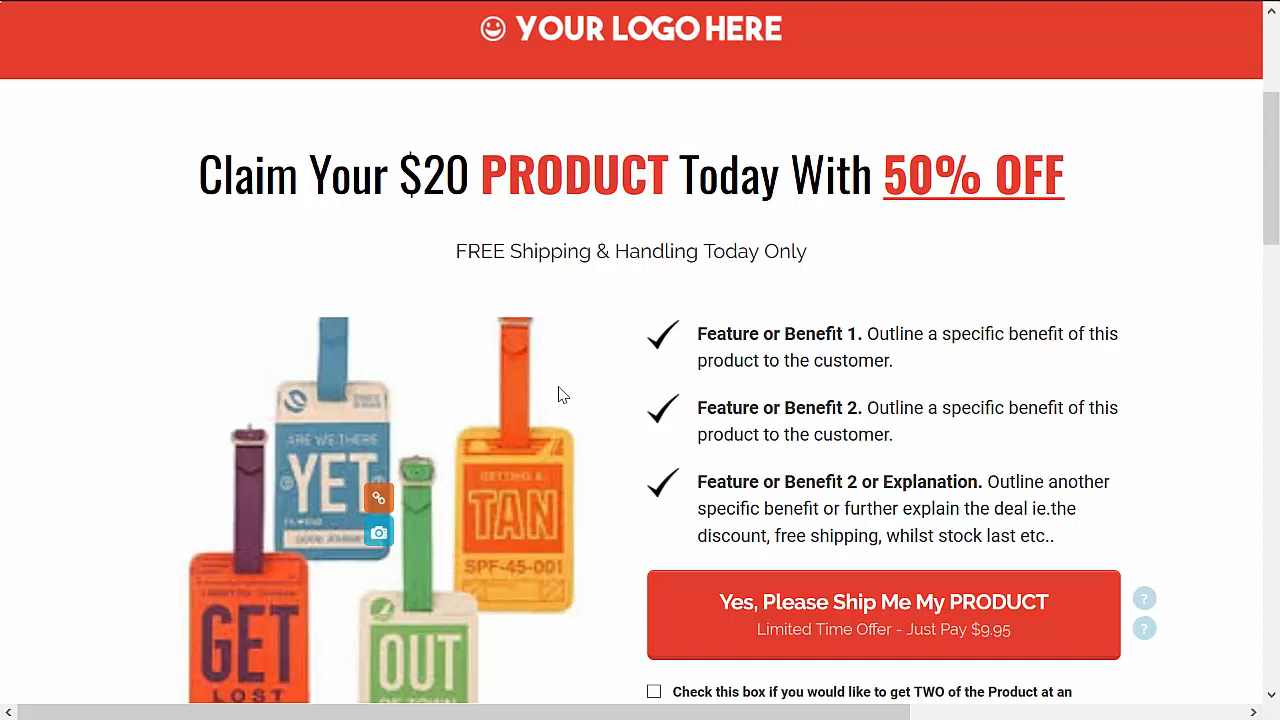 YOUR LOGO HERE
Claim Your $20 PRODUCT Today With 50% OFF
FREE Shipping & Handling Today Only
Feature or Benefit 1. Outline a specific benefit of this
product to the customer.
Feature or Benefit 2. Outline a specific benefit of this
product to the customer.
Feature or Benefit 2 or Explanation. Outline another
specific benefit or further explain the deal ie.the
discount, free shipping, whilst stock last etc..
Yes, Please Ship Me My PRODUCT
Limited Time Offer - Just Pay $9.95
?
?
Check this box if you would like to get TWO of the Product at an
ARE WE THERE
YET
GETTING A
TAN
SPF-45-001
GET
LOST
OUT
OF TOWN